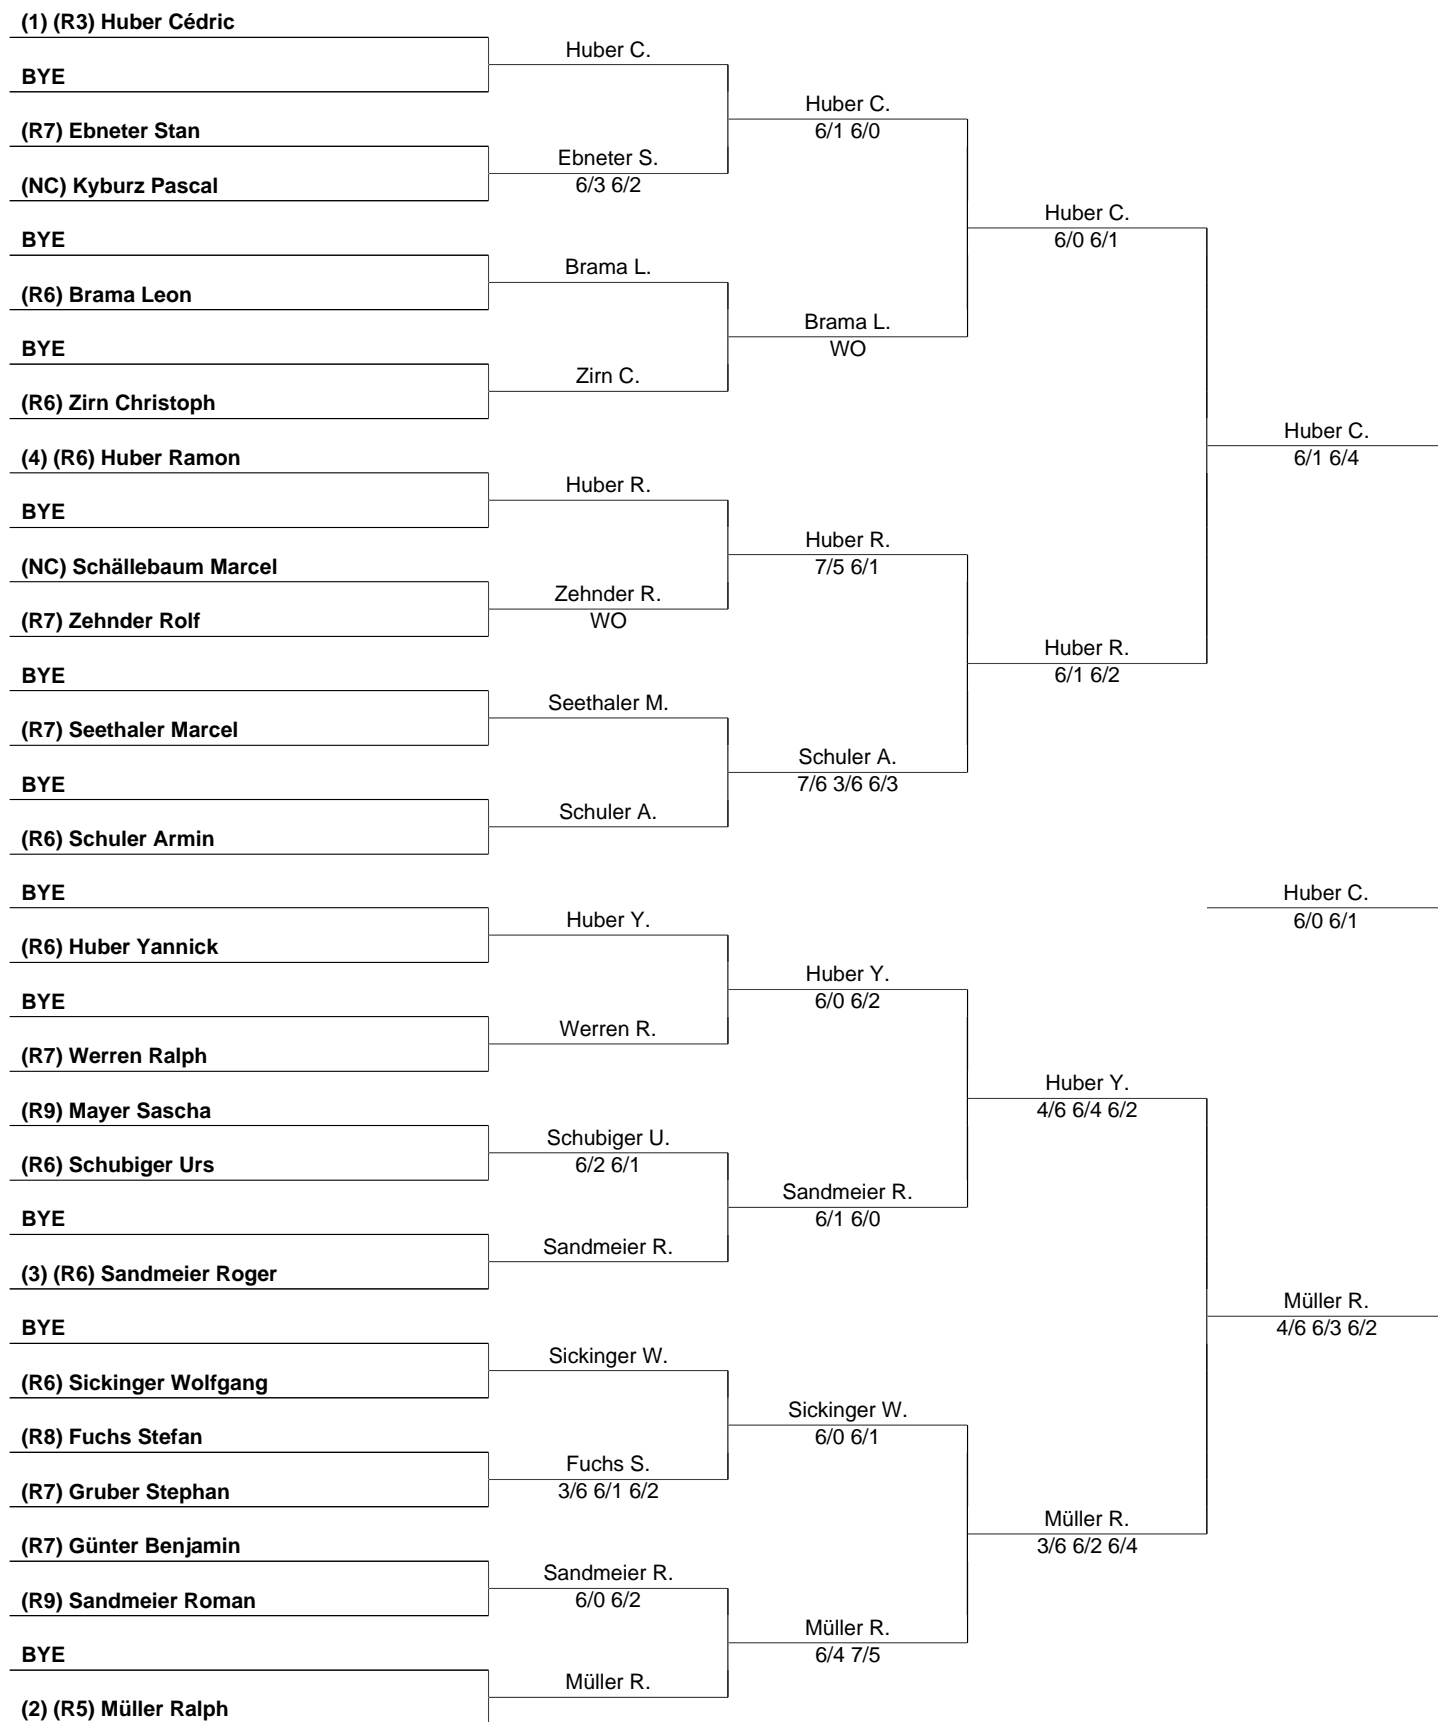 (1) (R3) Huber Cédric
Huber C.
BYE
Huber C.
6/1 6/0
(R7) Ebneter Stan
Ebneter S.
6/3 6/2
(NC) Kyburz Pascal
Huber C.
6/0 6/1
BYE
Brama L.
(R6) Brama Leon
Brama L.
WO
BYE
Zirn C.
(R6) Zirn Christoph
Huber C.
6/1 6/4
(4) (R6) Huber Ramon
Huber R.
BYE
Huber R.
7/5 6/1
(NC) Schällebaum Marcel
Zehnder R.
WO
(R7) Zehnder Rolf
Huber R.
6/1 6/2
BYE
Seethaler M.
(R7) Seethaler Marcel
Schuler A.
7/6 3/6 6/3
BYE
Schuler A.
(R6) Schuler Armin
BYE
Huber C.
6/0 6/1
Huber Y.
(R6) Huber Yannick
Huber Y.
6/0 6/2
BYE
Werren R.
(R7) Werren Ralph
Huber Y.
4/6 6/4 6/2
(R9) Mayer Sascha
Schubiger U.
6/2 6/1
(R6) Schubiger Urs
Sandmeier R.
6/1 6/0
BYE
Sandmeier R.
(3) (R6) Sandmeier Roger
Müller R.
4/6 6/3 6/2
BYE
Sickinger W.
(R6) Sickinger Wolfgang
Sickinger W.
6/0 6/1
(R8) Fuchs Stefan
Fuchs S.
3/6 6/1 6/2
(R7) Gruber Stephan
Müller R.
3/6 6/2 6/4
(R7) Günter Benjamin
Sandmeier R.
6/0 6/2
(R9) Sandmeier Roman
Müller R.
6/4 7/5
BYE
Müller R.
(2) (R5) Müller Ralph